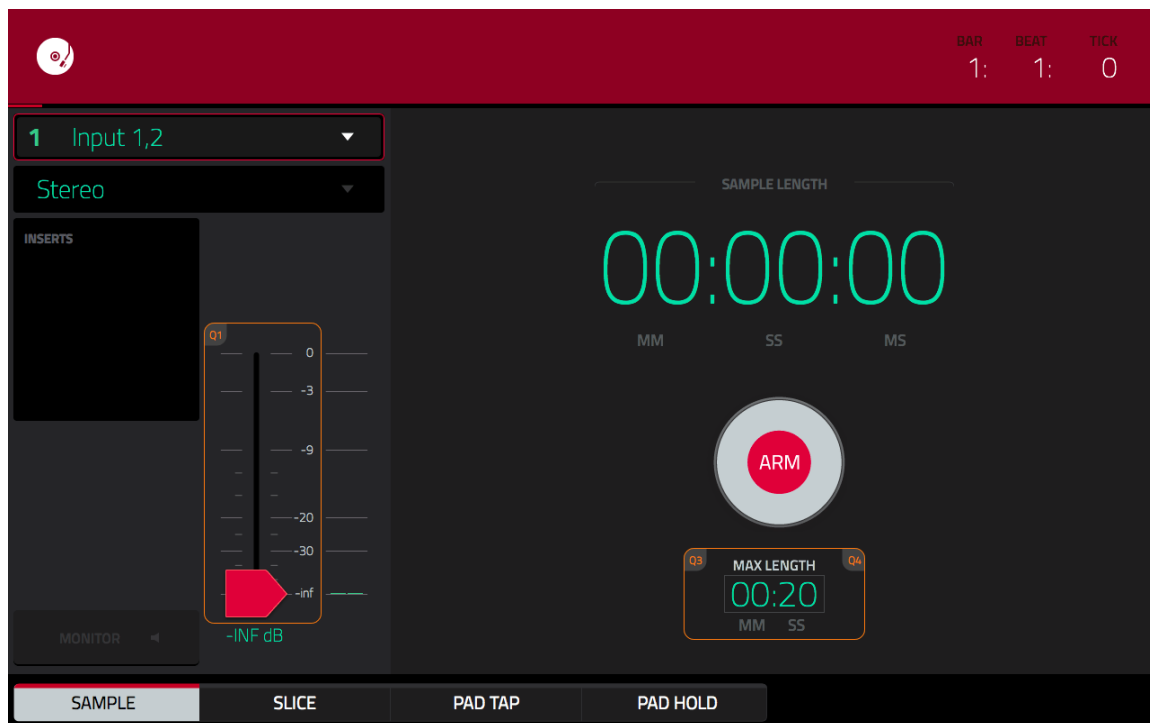 BAR BEAT TICK
1: 1: 0
1 Input 1,2
Stereo
INSERTS
SAMPLE LENGTH
00:00:00
MM SS MS
Q1
0
-3
-9
-20
-30
-inf
-INF dB
MONITOR
ARM
Q3 MAX LENGTH Q4
00:20
MM SS
SAMPLE SLICE PAD TAP PAD HOLD